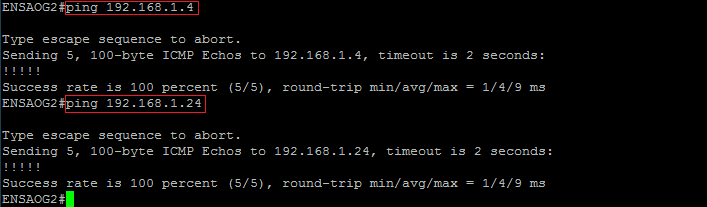 ENSAOG2#ping 192.168.1.4
Type escape sequence to abort.
Sending 5, 100-byte ICMP Echos to 192.168.1.4, timeout is 2 seconds:
!!!!!
Success rate is 100 percent (5/5), round-trip min/avg/max = 1/4/9 ms
ENSAOG2#ping 192.168.1.24
Type escape sequence to abort.
Sending 5, 100-byte ICMP Echos to 192.168.1.24, timeout is 2 seconds:
!!!!!
Success rate is 100 percent (5/5), round-trip min/avg/max = 1/4/9 ms
ENSAOG2#